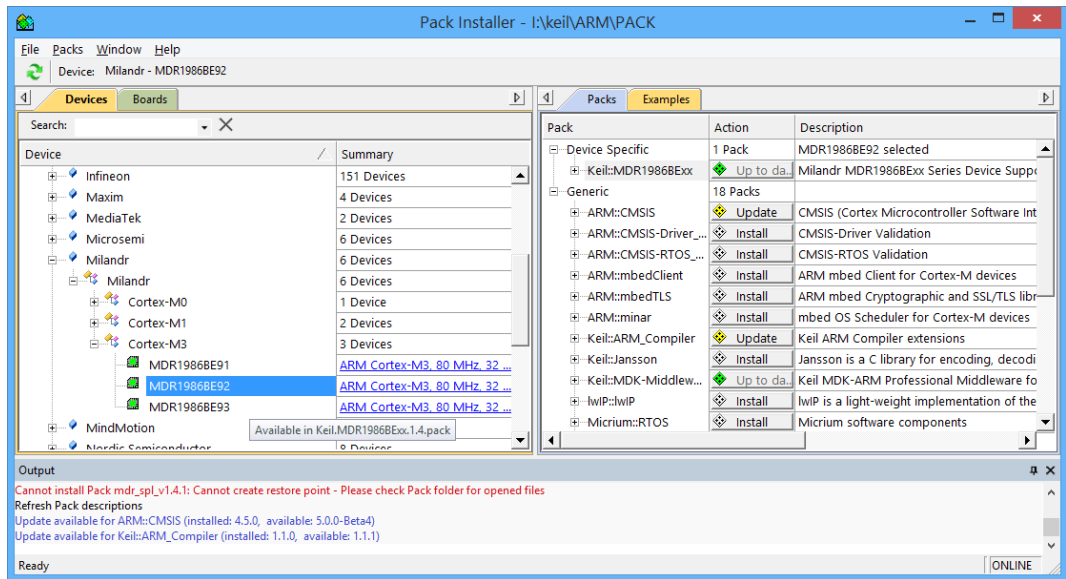 Pack Installer - I:\keil\ARM\PACK
File Packs Window Help
Device: Milandr - MDR1986BE92
Devices Boards
Search:
Device Summary
Infineon 151 Devices
Maxim 4 Devices
MediaTek 2 Devices
Microsemi 6 Devices
Milandr 6 Devices
Milandr 6 Devices
Cortex-M0 1 Device
Cortex-M1 2 Devices
Cortex-M3 3 Devices
MDR1986BE91 ARM Cortex-M3, 80 MHz, 32 ...
MDR1986BE92 ARM Cortex-M3, 80 MHz, 32 ...
MDR1986BE93 ARM Cortex-M3, 80 MHz, 32 ...
MindMotion
Available in Keil.MDR1986BExx.1.4.pack
Nordic Semiconductor 8 Devices
Packs Examples
Pack Action Description
Device Specific 1 Pack MDR1986BE92 selected
Keil::MDR1986BExx Up to da... Milandr MDR1986BExx Series Device Suppo
Generic 18 Packs
ARM::CMSIS Update CMSIS (Cortex Microcontroller Software Int
ARM::CMSIS-Driver_... Install CMSIS-Driver Validation
ARM::CMSIS-RTOS_... Install CMSIS-RTOS Validation
ARM::mbedClient Install ARM mbed Client for Cortex-M devices
ARM::mbedTLS Install ARM mbed Cryptographic and SSL/TLS libr
ARM::minar Install mbed OS Scheduler for Cortex-M devices
Keil::ARM_Compiler Update Keil ARM Compiler extensions
Keil::Jansson Install Jansson is a C library for encoding, decodi
Keil::MDK-Middlew... Up to da... Keil MDK-ARM Professional Middleware fo
lwIP::lwIP Install lwIP is a light-weight implementation of the
Micrium::RTOS Install Micrium software components
Output
Cannot install Pack mdr_spl_v1.4.1: Cannot create restore point - Please check Pack folder for opened files
Refresh Pack descriptions
Update available for ARM::CMSIS (installed: 4.5.0, available: 5.0.0-Beta4)
Update available for Keil::ARM_Compiler (installed: 1.1.0, available: 1.1.1)
Ready ONLINE